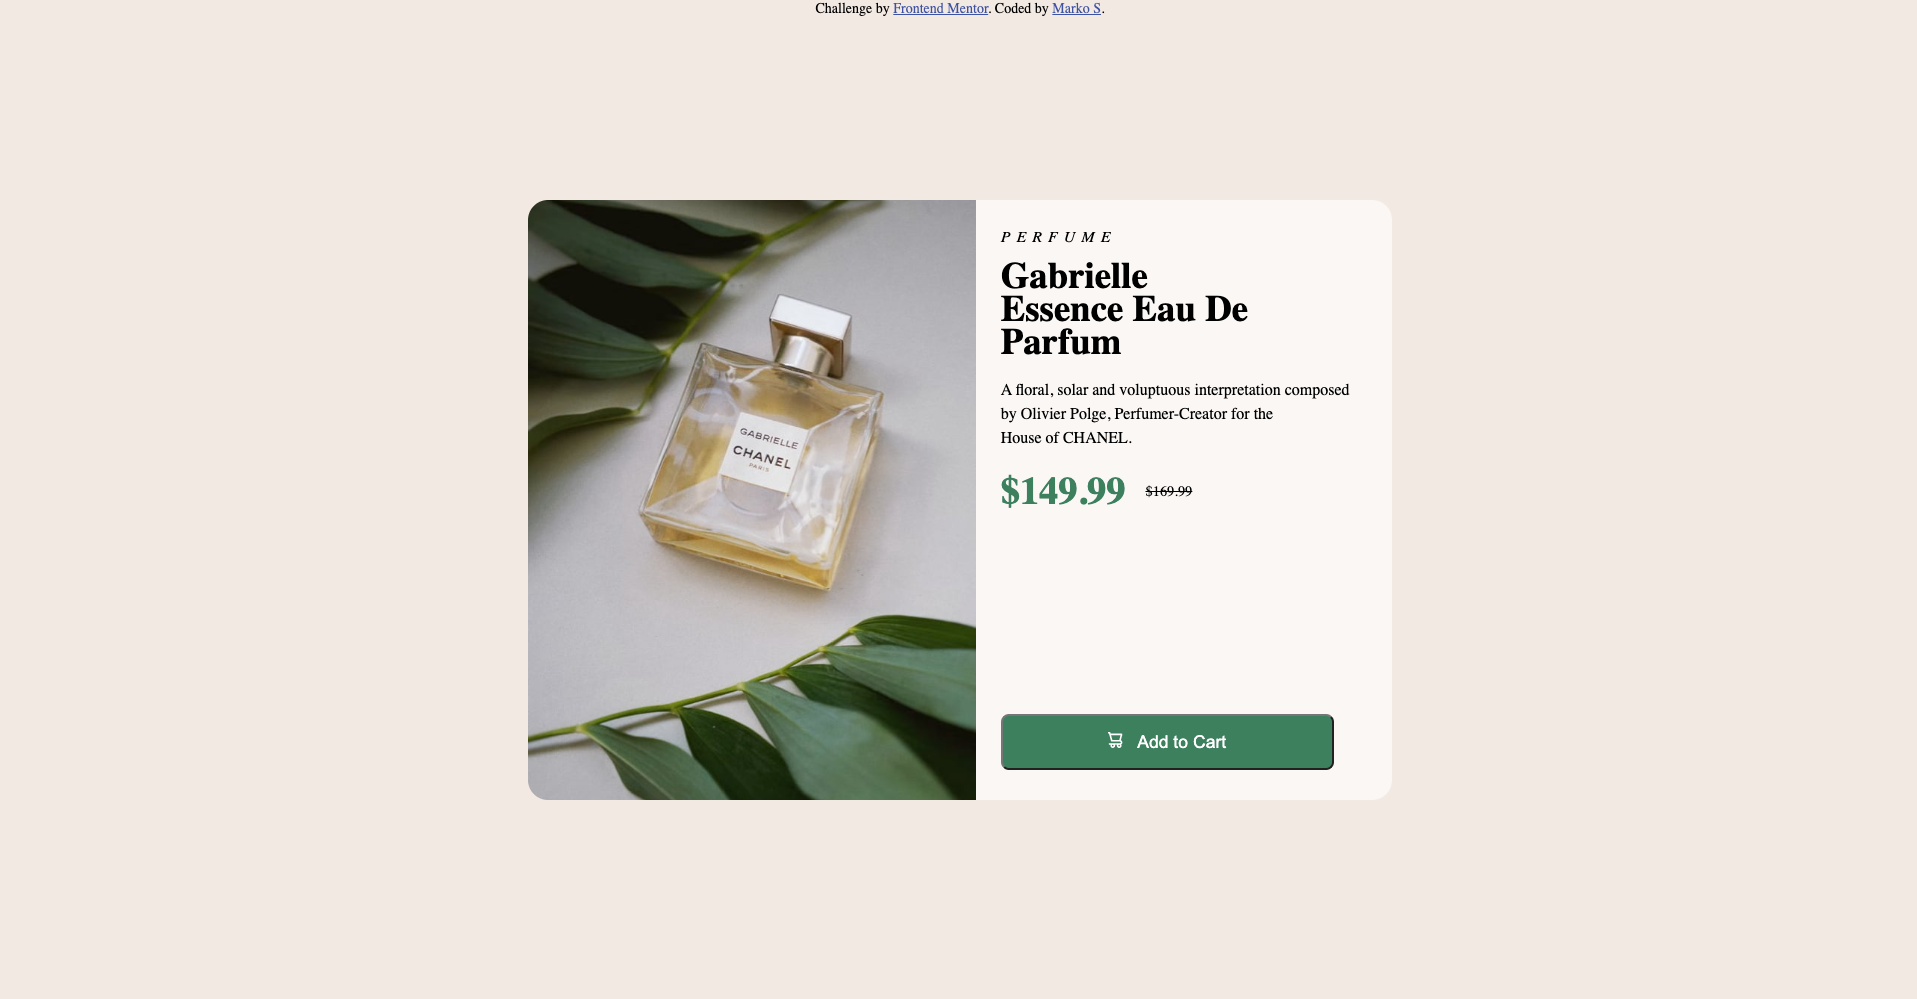 Challenge by Frontend Mentor. Coded by Marko S.
GABRIELLE
CHANEL
PARIS
PERFUME
Gabrielle
Essence Eau De
Parfum
A floral, solar and voluptuous interpretation composed
by Olivier Polge, Perfumer-Creator for the
House of CHANEL.
$149.99 $169.99
Add to Cart